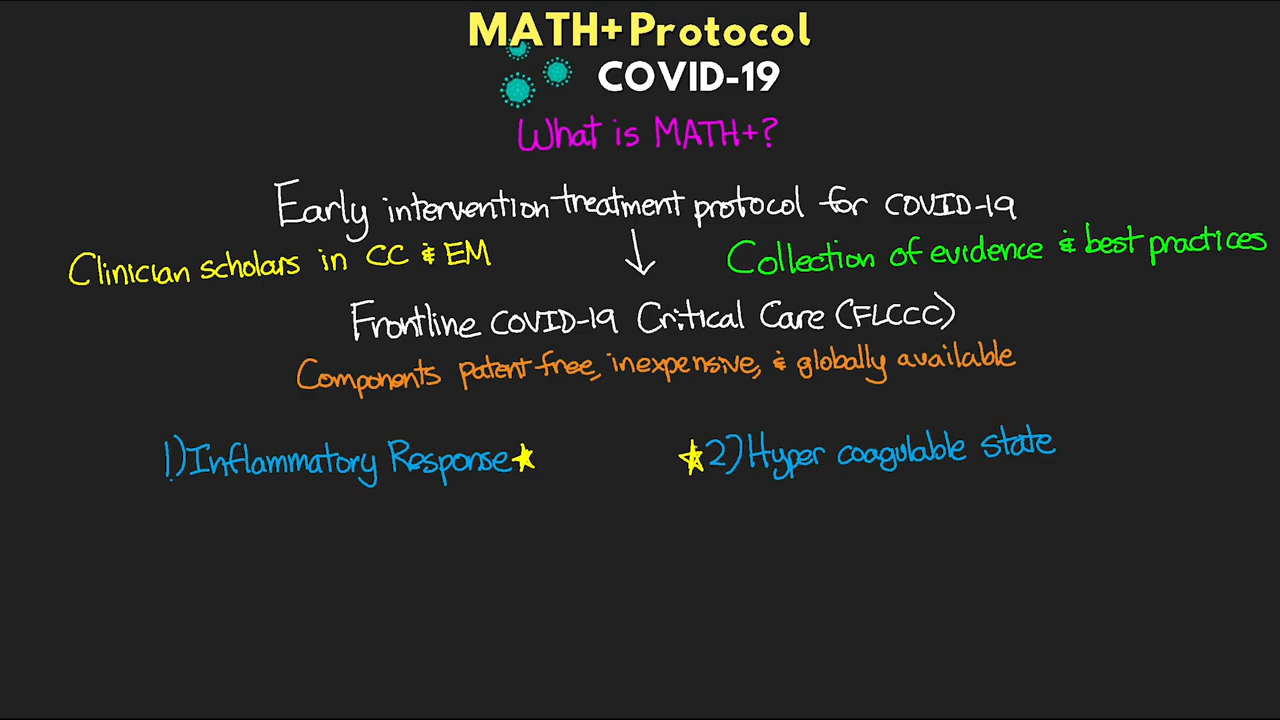 MATH+ Protocol
COVID-19
What is MATH+?
Early intervention treatment protocol for COVID-19
Clinician scholars in CC & EM
Collection of evidence & best practices
Frontline COVID-19 Critical Care (FLCCC)
Components patent-free, inexpensive, & globally available
1.) Inflammatory Response
2) Hyper coagulable state